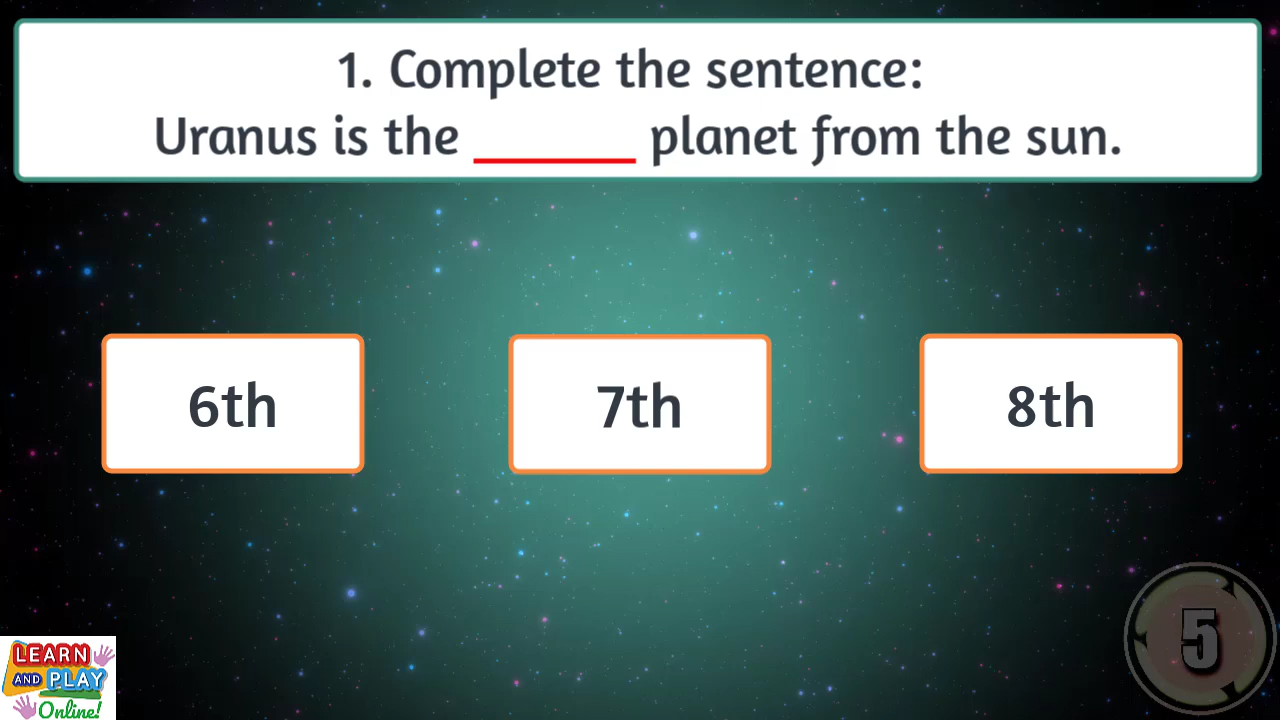 1. Complete the sentence:
Uranus is the ______ planet from the sun.
6th
7th
8th
5
LEARN
AND PLAY
Online!